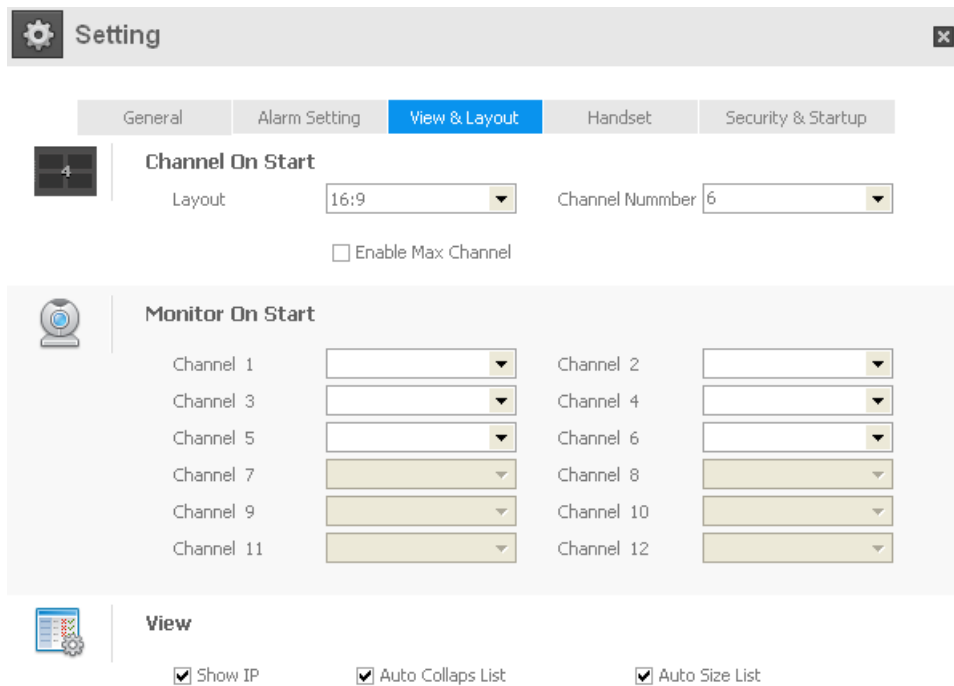 Setting
General Alarm Setting View & Layout Handset Security & Startup
4
Channel On Start
Layout 16:9 Channel Nummber 6
Enable Max Channel
Monitor On Start
Channel 1 Channel 2
Channel 3 Channel 4
Channel 5 Channel 6
Channel 7 Channel 8
Channel 9 Channel 10
Channel 11 Channel 12
View
Show IP Auto Collaps List Auto Size List